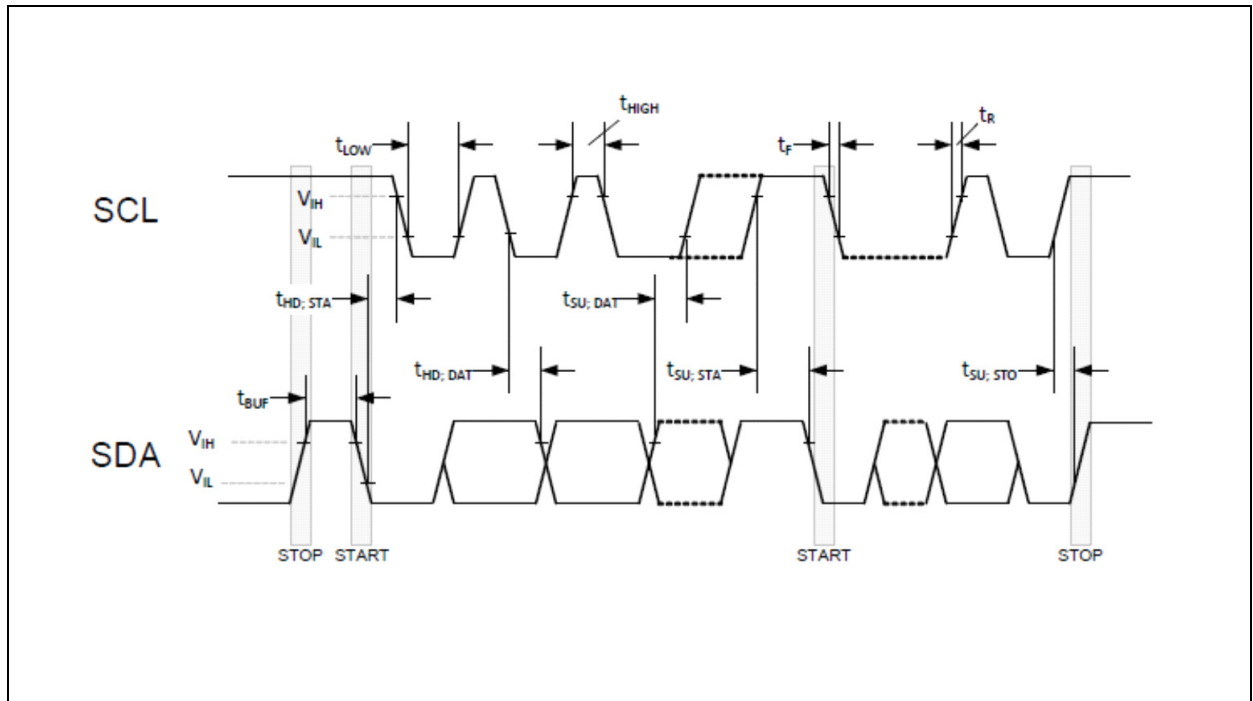 tHIGH
tR
tLOW
tF
SCL
VIH
VIL
tHD; STA
tSU; DAT
tHD; DAT
tSU; STA
tSU; STO
tBUF
VIH
SDA
VIL
STOP START START STOP